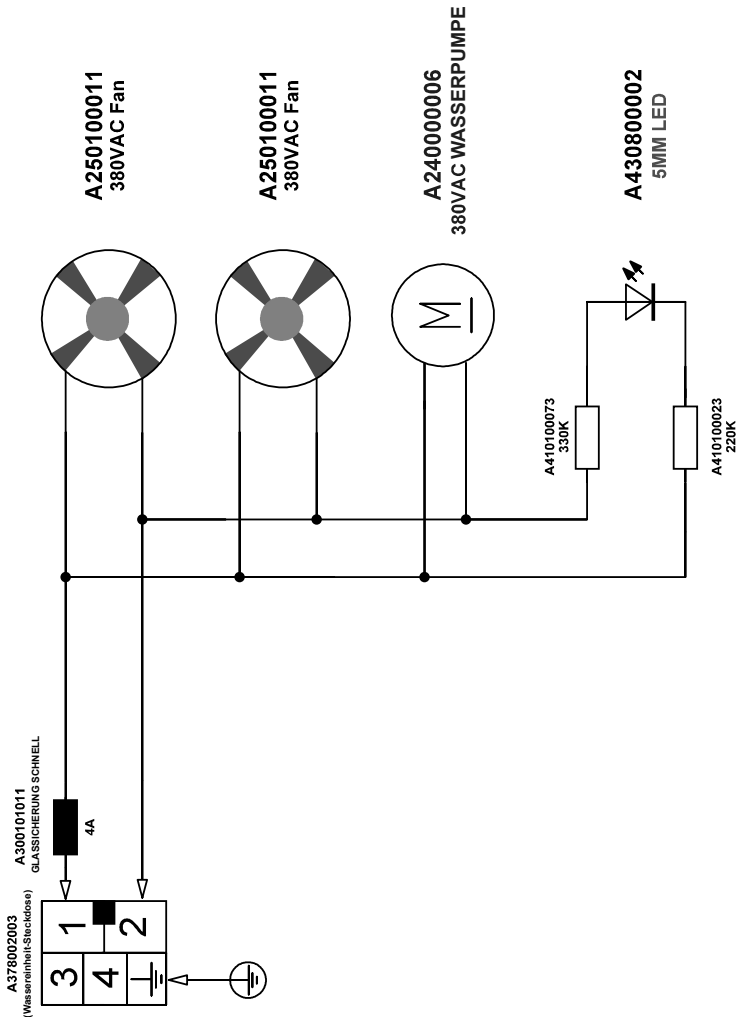 A250100011
380VAC Fan
A250100011
380VAC Fan
A240000006
380VAC WASSERPUMPE
A430800002
5MM LED
M
A410100073
330K
A410100023
220K
A300101011
GLASSICHERUNG SCHNELL
4A
A378002003
(Wassereinheit-Steckdose)
1
2
3
4